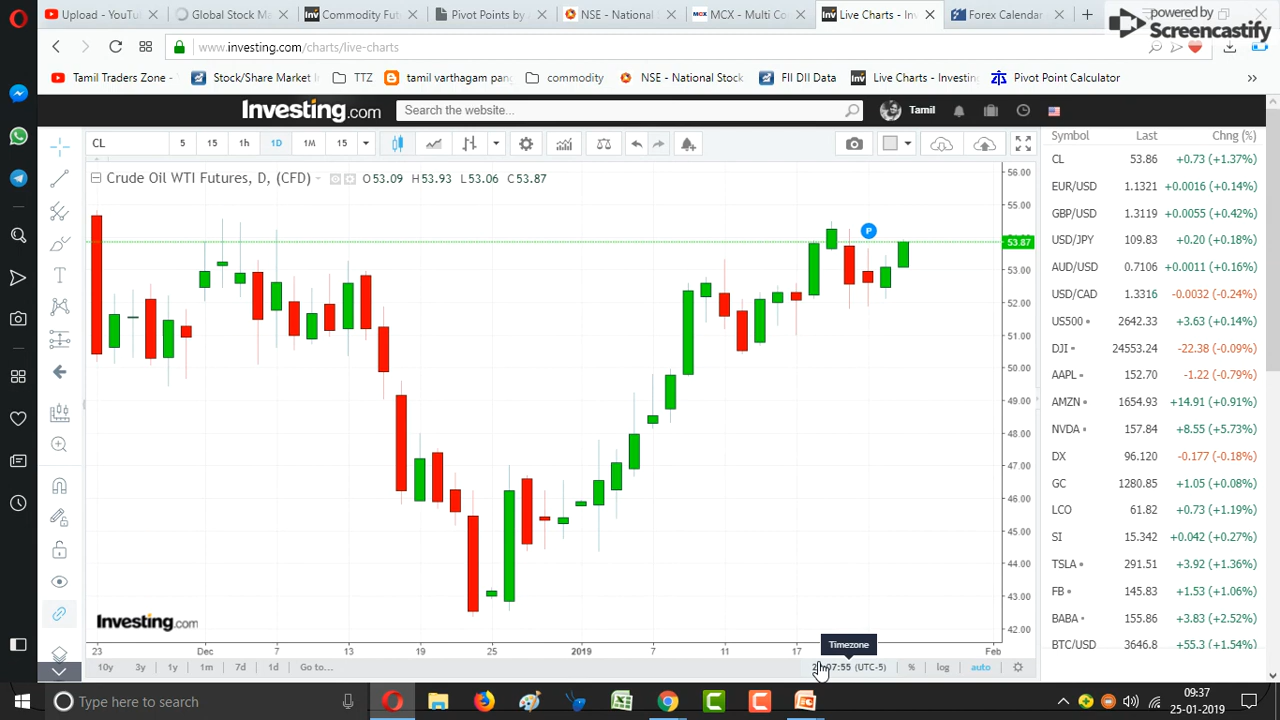 Upload - YouTube
Global Stock Ma
Commodity Futu
Pivot Points by
NSE - National S
MCX - Multi Co
Live Charts - Inv
Forex Calendar
powered by
Screencastify
www.investing.com/charts/live-charts
Tamil Traders Zone -
Stock/Share Market I
TTZ
tamil varthagam pan
commodity
NSE - National Stock
FII DII Data
Live Charts - Investin
Pivot Point Calculator
Investing.com
Search the website...
Tamil
CL 5 15 1h 1D 1M 15
Crude Oil WTI Futures, D, (CFD)
O 53.09 H 53.93 L 53.06 C 53.87
P
56.00
55.00
53.87
53.00
52.00
51.00
50.00
49.00
48.00
47.00
46.00
45.00
44.00
43.00
42.00
Investing.com
23 Dec 7 13 19 25 2019 7 11 17 Feb
Timezone
10y 3y 1y 1m 7d 1d Go to...
07:55 (UTC-5) % log auto
Symbol Last Chng (%)
CL 53.86 +0.73 (+1.37%)
EUR/USD 1.1321 +0.0016 (+0.14%)
GBP/USD 1.3119 +0.0055 (+0.42%)
USD/JPY 109.83 +0.20 (+0.18%)
AUD/USD 0.7106 +0.0011 (+0.16%)
USD/CAD 1.3316 -0.0032 (-0.24%)
US500 2642.33 +3.63 (+0.14%)
DJI 24553.24 -22.38 (-0.09%)
AAPL 152.70 -1.22 (-0.79%)
AMZN 1654.93 +14.91 (+0.91%)
NVDA 157.84 +8.55 (+5.73%)
DX 96.120 -0.177 (-0.18%)
GC 1280.85 +1.05 (+0.08%)
LCO 61.82 +0.73 (+1.19%)
SI 15.342 +0.042 (+0.27%)
TSLA 291.51 +3.92 (+1.36%)
FB 145.83 +1.53 (+1.06%)
BABA 155.86 +3.83 (+2.52%)
BTC/USD 3646.8 +55.3 (+1.54%)
Type here to search
09:37
25-01-2019